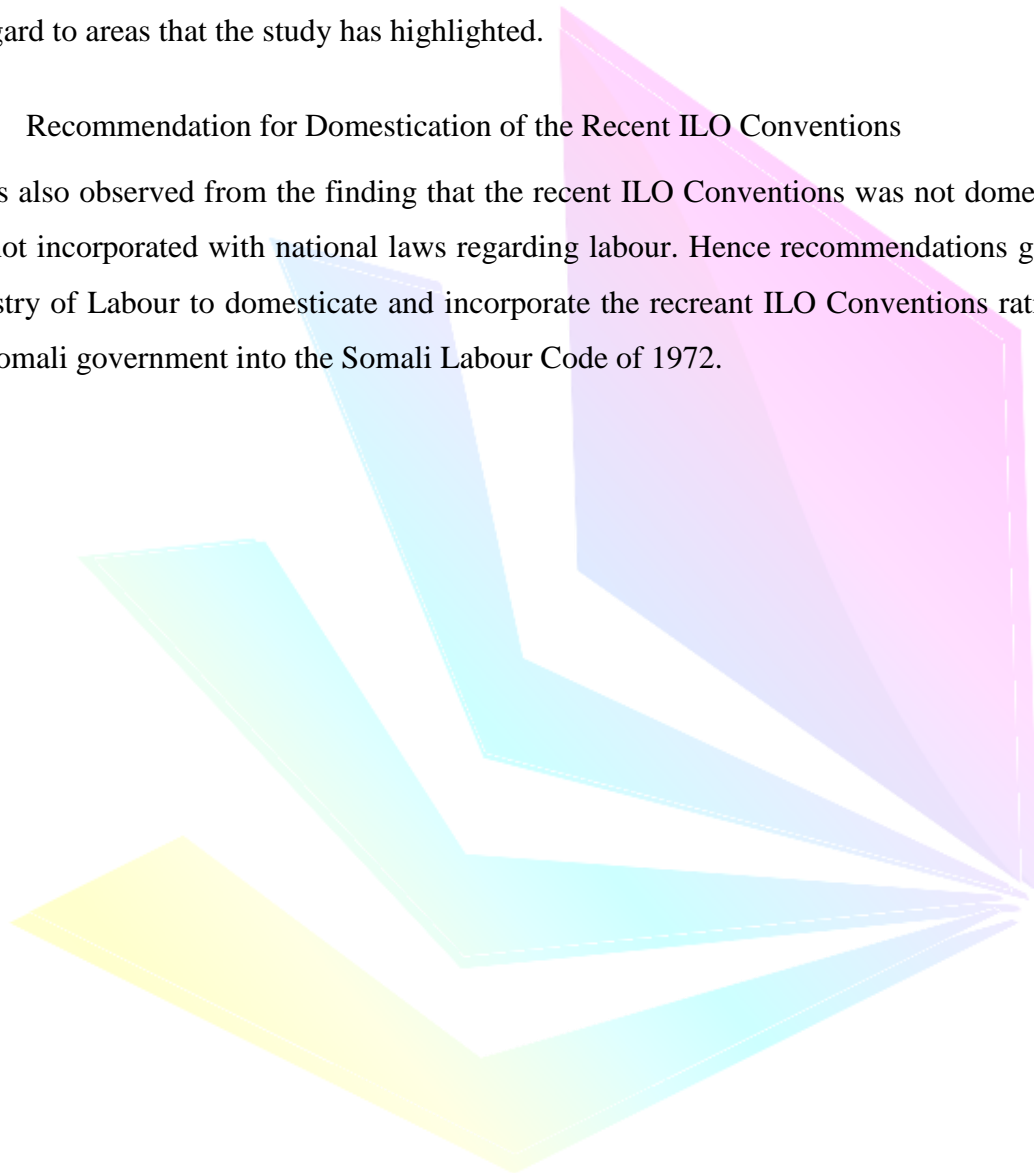 gard to areas that the study has highlighted.
Recommendation for Domestication of the Recent ILO Conventions
s also observed from the finding that the recent ILO Conventions was not dome
not incorporated with national laws regarding labour. Hence recommendations g
stry of Labour to domesticate and incorporate the recreant ILO Conventions rat
omali government into the Somali Labour Code of 1972.